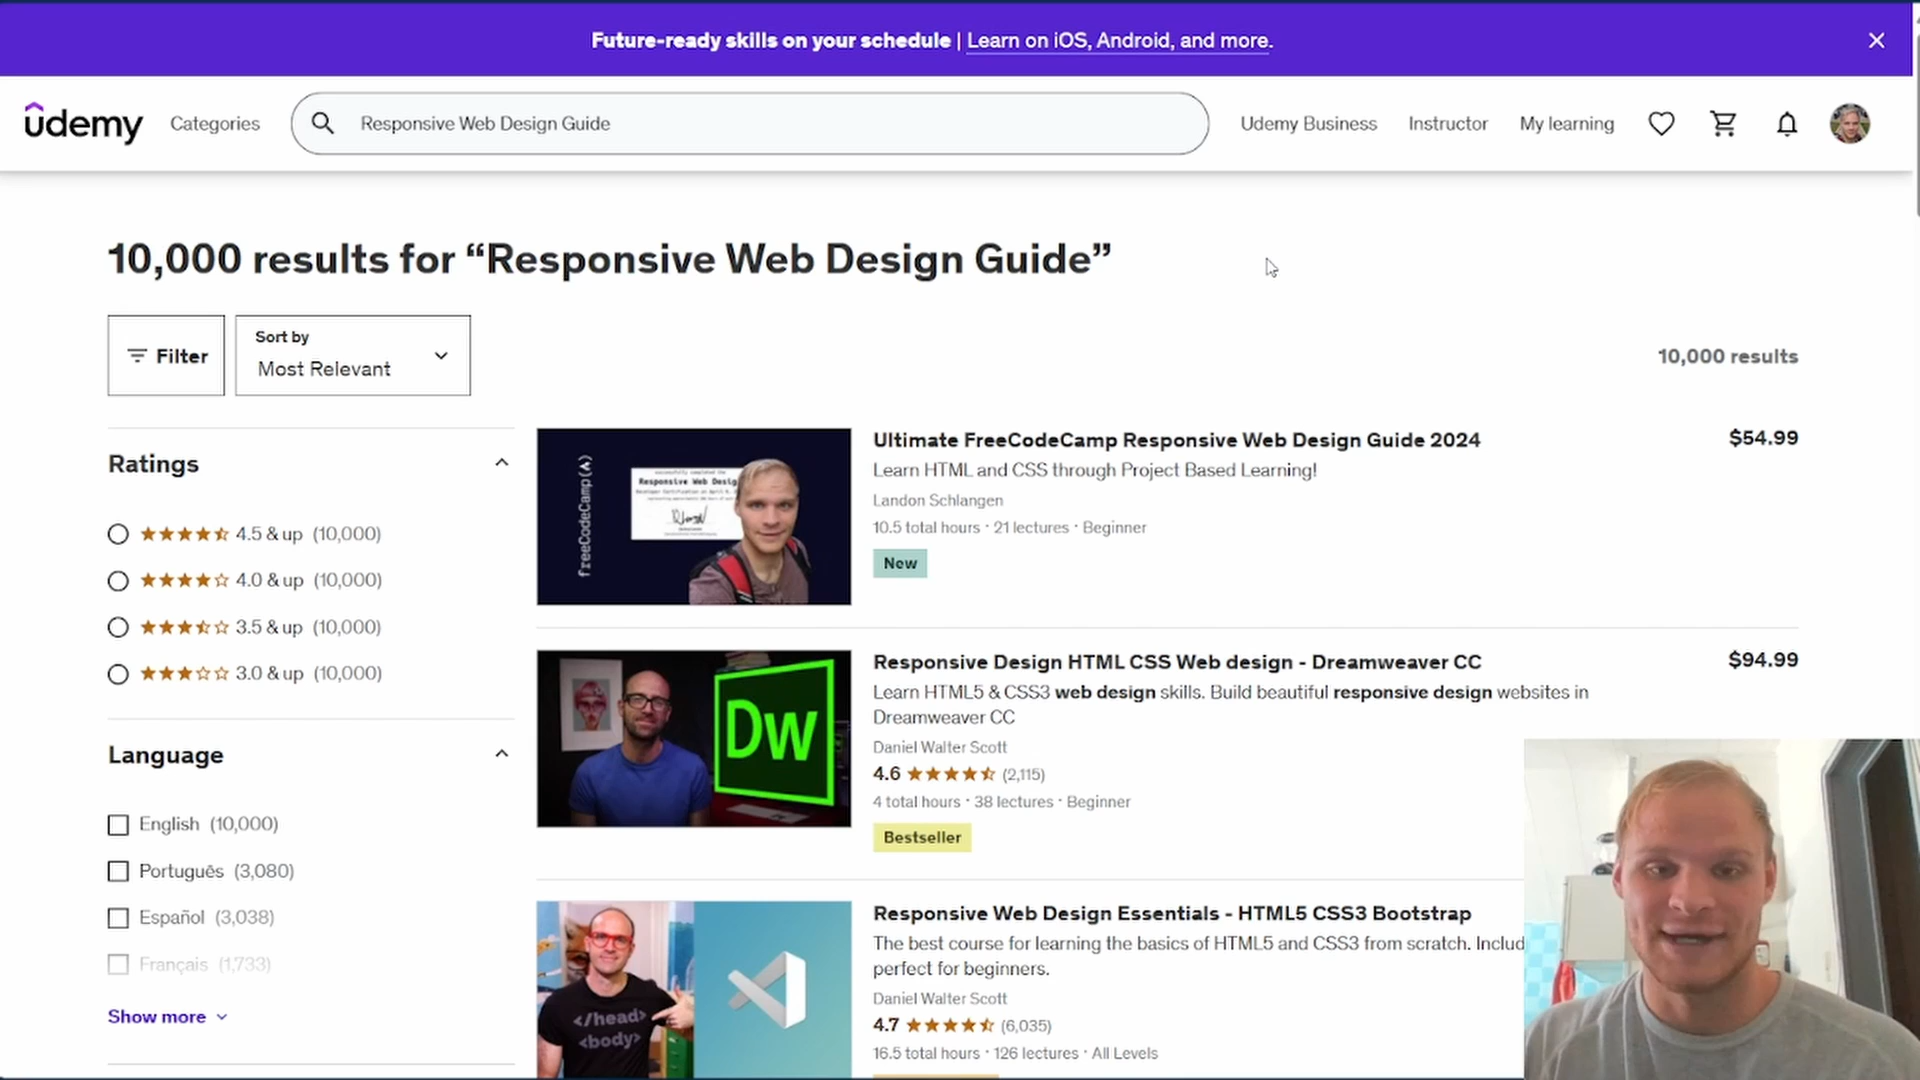 Future-ready skills on your schedule | Learn on iOS, Android, and more.
udemy
Categories
Responsive Web Design Guide
Udemy Business
Instructor
My learning
10,000 results for “Responsive Web Design Guide”
Filter
Sort by
Most Relevant
10,000 results
Ratings
4.5 & up (10,000)
4.0 & up (10,000)
3.5 & up (10,000)
3.0 & up (10,000)
Language
English (10,000)
Português (3,080)
Español (3,038)
Français (1,733)
Show more
freeCodeCamp(
Responsive Web Desig
Ultimate FreeCodeCamp Responsive Web Design Guide 2024
$54.99
Learn HTML and CSS through Project Based Learning!
Landon Schlangen
10.5 total hours · 21 lectures · Beginner
New
Dw
Responsive Design HTML CSS Web design - Dreamweaver CC
$94.99
Learn HTML5 & CSS3 web design skills. Build beautiful responsive design websites in
Dreamweaver CC
Daniel Walter Scott
4.6 (2,115)
4 total hours · 38 lectures · Beginner
Bestseller
</head>
<body>
Responsive Web Design Essentials - HTML5 CSS3 Bootstrap
The best course for learning the basics of HTML5 and CSS3 from scratch. Includ
perfect for beginners.
Daniel Walter Scott
4.7 (6,035)
16.5 total hours · 126 lectures · All Levels